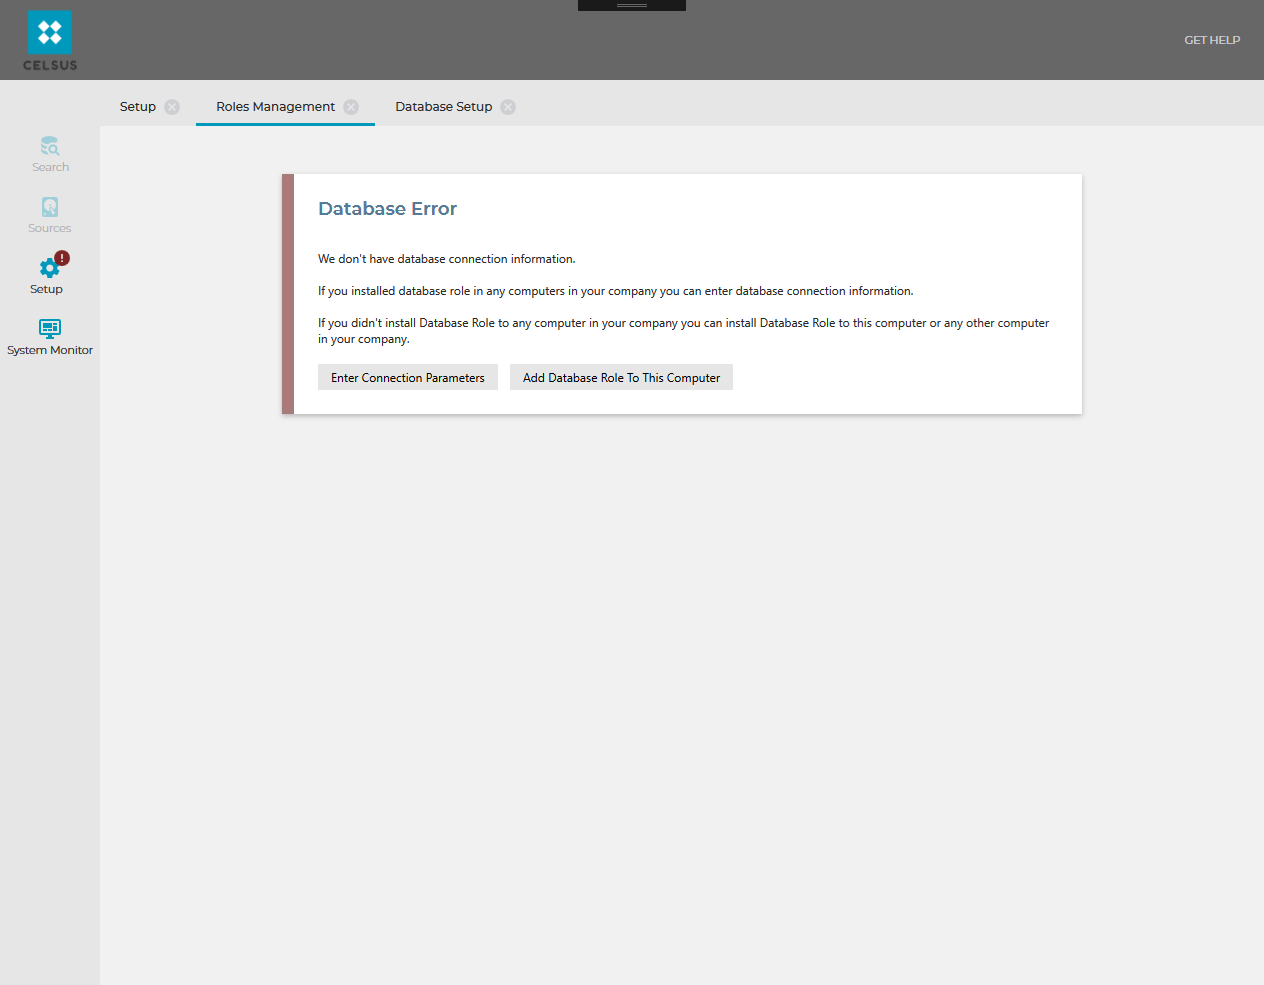 CELSUS
GET HELP
Setup
Roles Management
Database Setup
Search
Sources
Setup
System Monitor
Database Error
We don't have database connection information.
If you installed database role in any computers in your company you can enter database connection information.
If you didn't install Database Role to any computer in your company you can install Database Role to this computer or any other computer
in your company.
Enter Connection Parameters
Add Database Role To This Computer